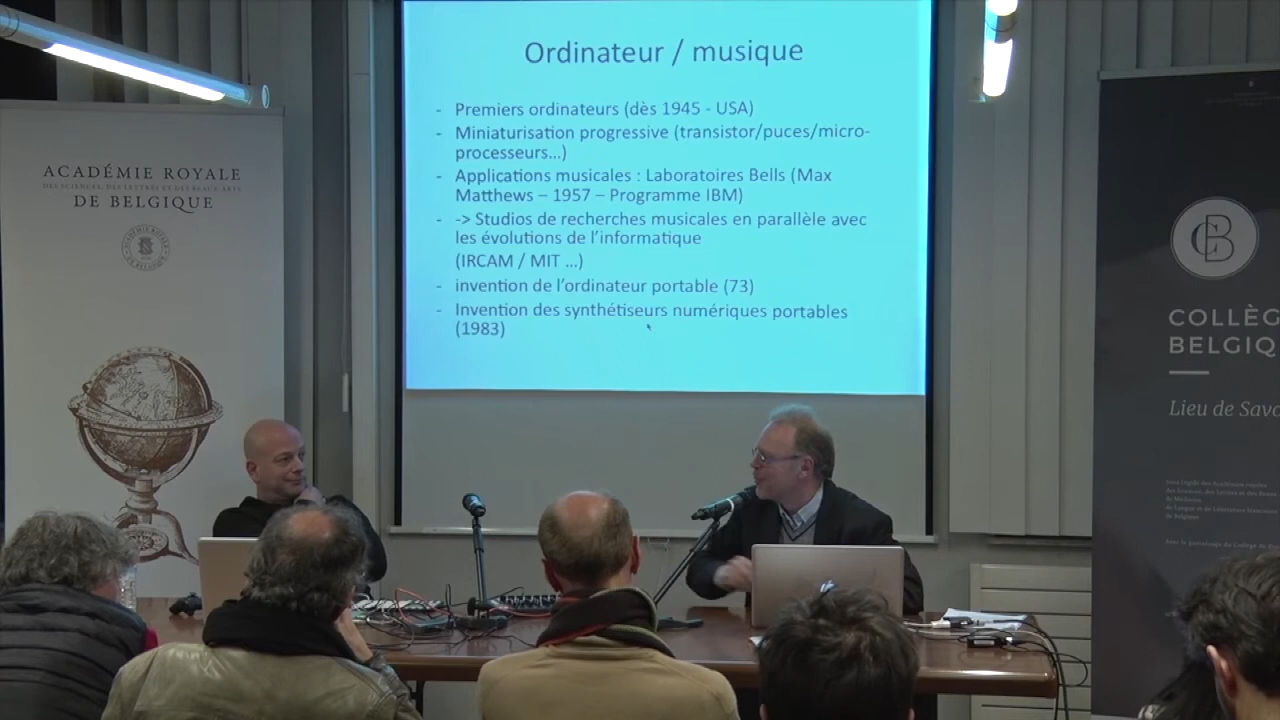 Ordinateur / musique
- Premiers ordinateurs (dès 1945 - USA)
- Miniaturisation progressive (transistor/puces/micro-
processeurs...)
- Applications musicales : Laboratoires Bells (Max
Matthews – 1957 – Programme IBM)
- -> Studios de recherches musicales en parallèle avec
les évolutions de l'informatique
(IRCAM / MIT ...)
- invention de l'ordinateur portable (73)
- Invention des synthétiseurs numériques portables
(1983)
ACADÉMIE ROYALE
DES SCIENCES, DES LETTRES ET DES BEAUX-ARTS
DE BELGIQUE
CB
COLLÈG
BELGIQ
Lieu de Savo